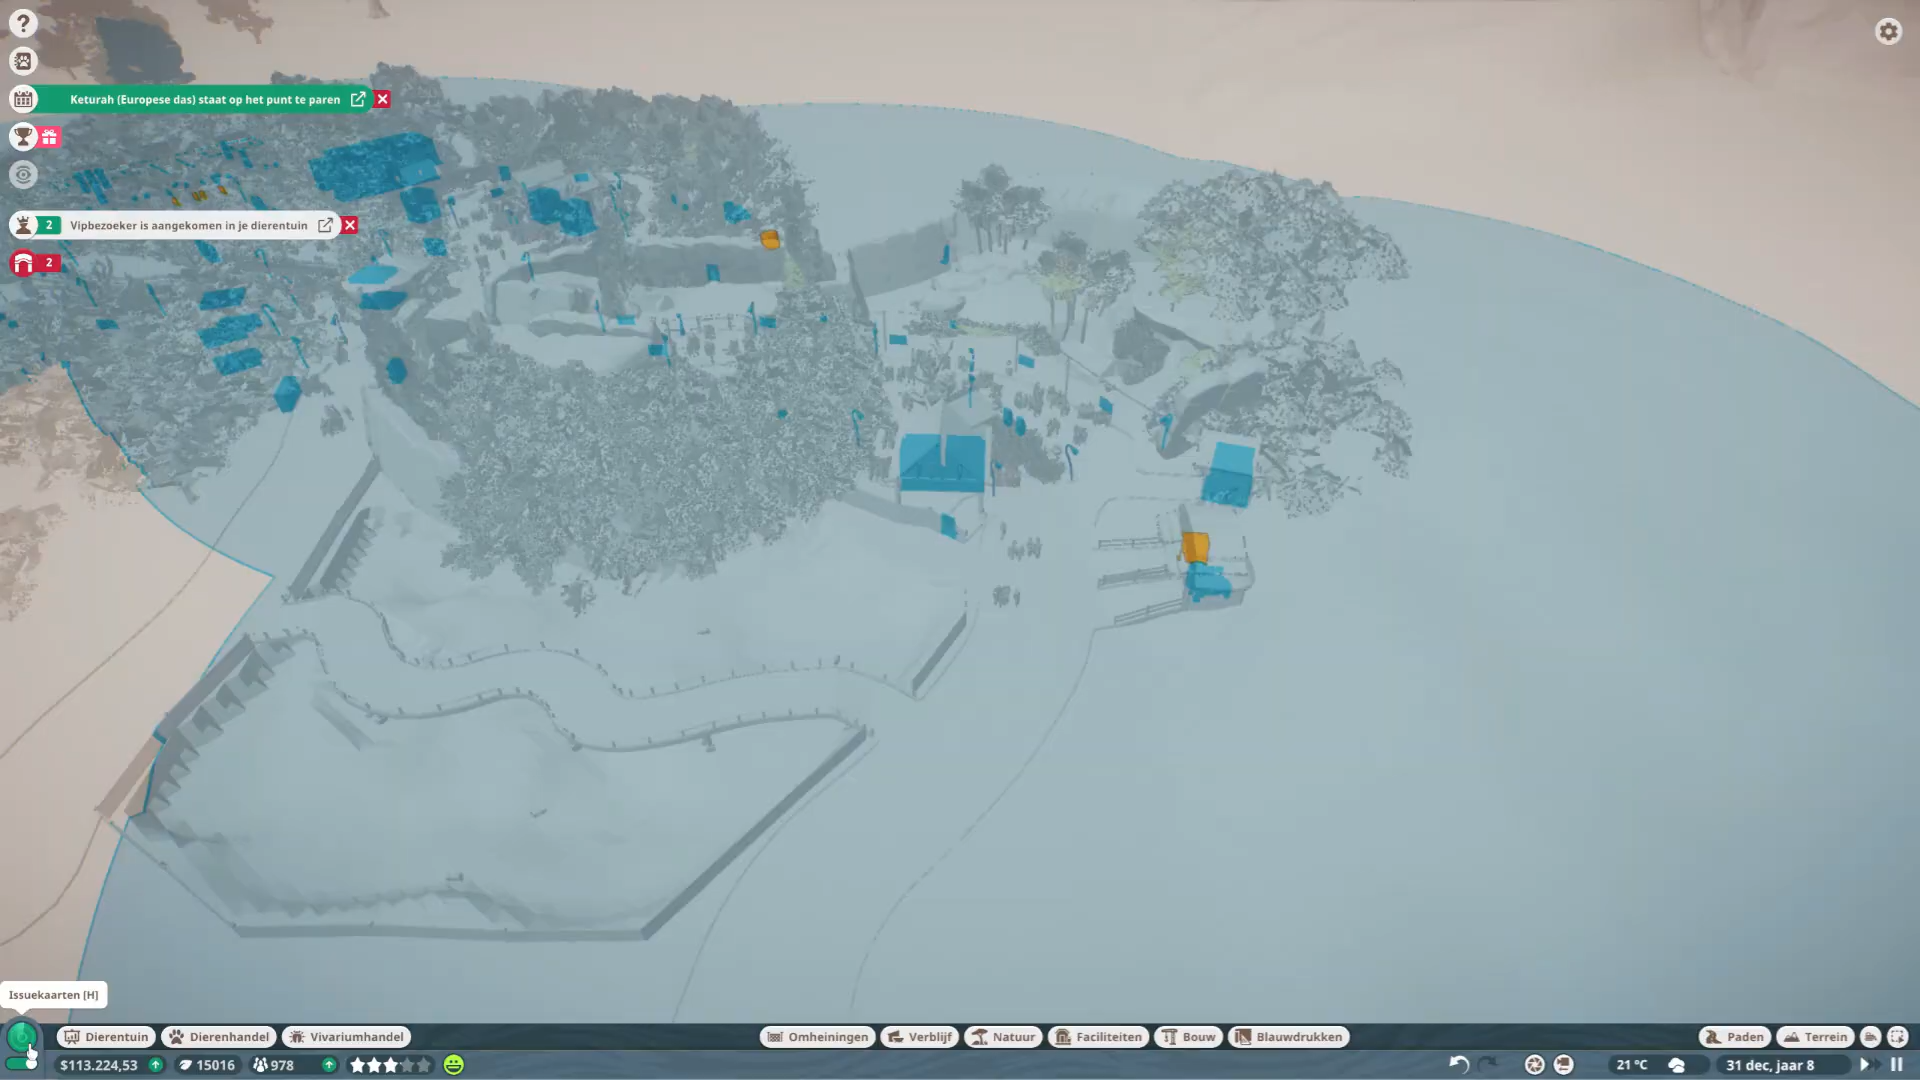 ?
Keturah (Europese das) staat op het punt te paren
2 Vipbezoeker is aangekomen in je dierentuin
2
Issuekaarten [H]
Dierentuin Dierenhandel Vivariumhandel Omheiningen Verblijf Natuur Faciliteiten Bouw Blauwdrukken Paden Terrein
$113.224,53 15016 978 21 °C 31 dec, jaar 8